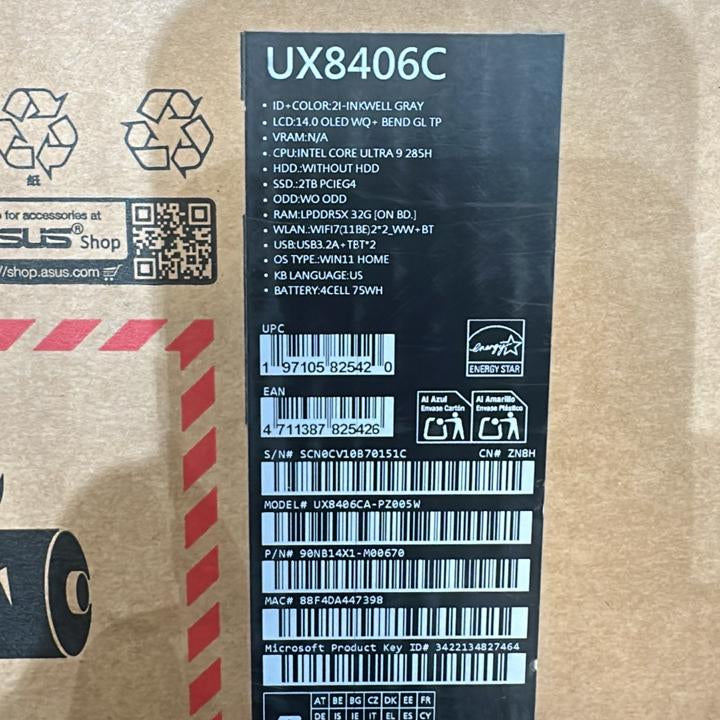 UX8406C
• ID+COLOR:2I-INKWELL GRAY
• LCD:14.0 OLED WQ+ BEND GL TP
• VRAM:N/A
• CPU:INTEL CORE ULTRA 9 285H
• HDD.:WITHOUT HDD
• SSD.:2TB PCIEG4
• ODD:WO ODD
• RAM:LPDDR5X 32G [ON BD.]
• WLAN.:WIFI7(11BE)2*2_WW+BT
• USB:USB3.2A+TBT*2
• OS TYPE.:WIN11 HOME
• KB LANGUAGE:US
• BATTERY:4CELL 75WH
紙
for accessories at
SUS® Shop
//shop.asus.com
UPC
1 97105 82542 0
energy
ENERGY STAR
EAN
4 711387 825426
Al Azul
Envase Cartón
Al Amarillo
Envase Plástico
S/N# SCN0CV10B70151C CN# ZN8H
MODEL# UX8406CA-PZ005W
P/N# 90NB14X1-M00670
MAC# 88F4DA447398
Microsoft Product Key ID# 3422134827464
AT BE BG CZ DK EE FR
DE IS IE IT EL ES CY